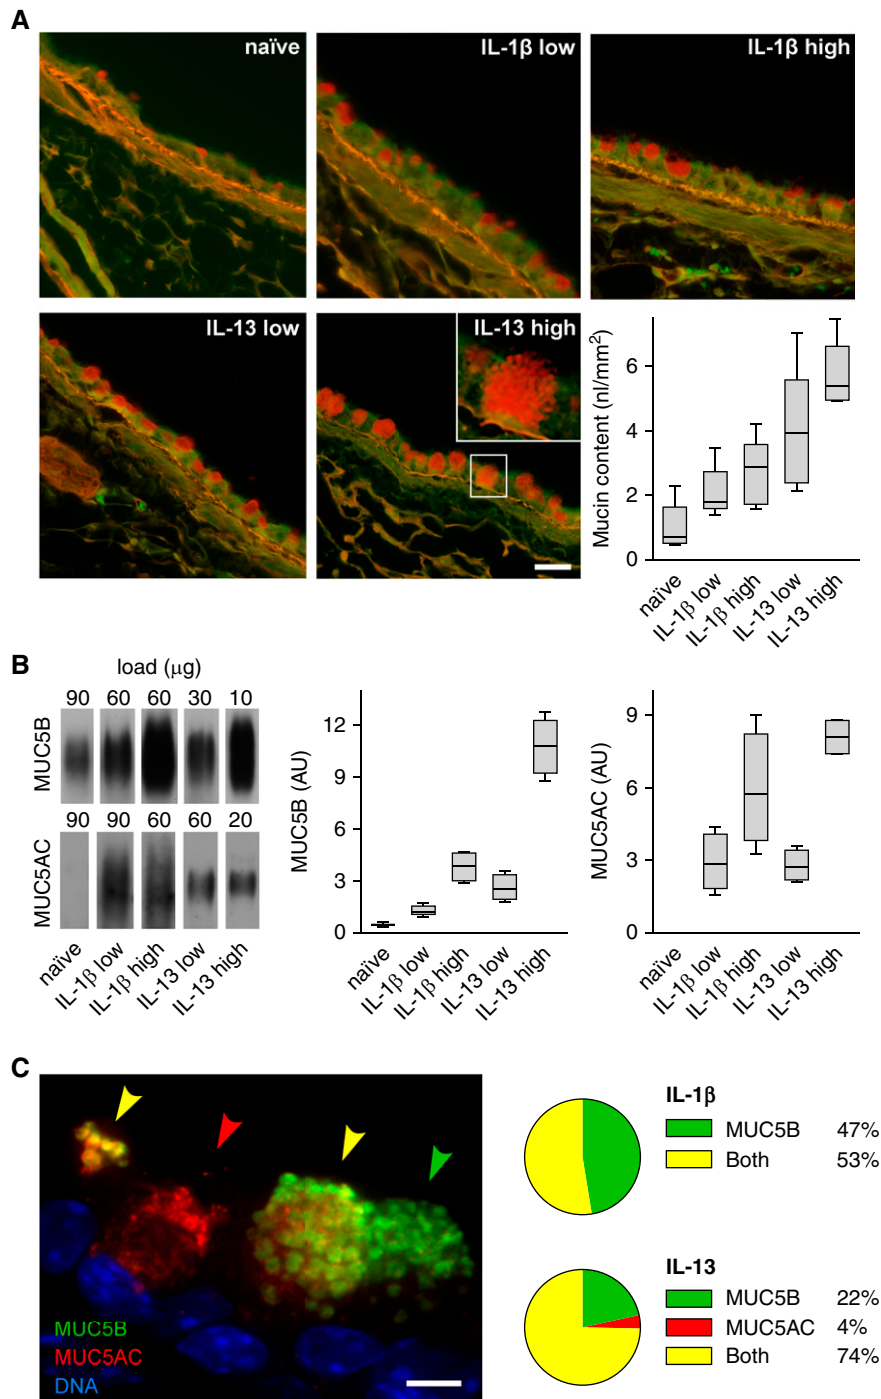 A
naïve
IL-1β low
IL-1β high
IL-13 low
IL-13 high
Mucin content (nl/mm²)
6
4
2
0
naïve
IL-1β low
IL-1β high
IL-13 low
IL-13 high
B
load (μg)
90 60 60 30 10
MUC5B
90 90 60 60 20
MUC5AC
naïve
IL-1β low
IL-1β high
IL-13 low
IL-13 high
MUC5B (AU)
12
9
6
3
0
naïve
IL-1β low
IL-1β high
IL-13 low
IL-13 high
MUC5AC (AU)
9
6
3
0
naïve
IL-1β low
IL-1β high
IL-13 low
IL-13 high
C
MUC5B
MUC5AC
DNA
IL-1β
MUC5B 47%
Both 53%
IL-13
MUC5B 22%
MUC5AC 4%
Both 74%